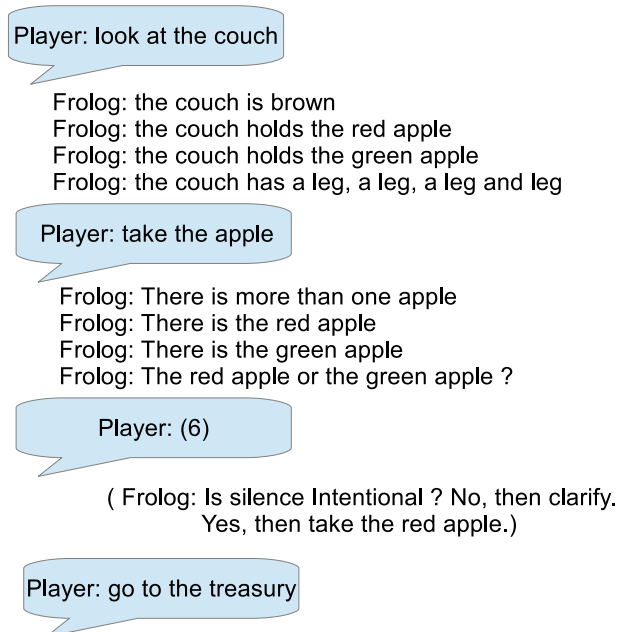 Player: look at the couch
Frolog: the couch is brown
Frolog: the couch holds the red apple
Frolog: the couch holds the green apple
Frolog: the couch has a leg, a leg, a leg and leg
Player: take the apple
Frolog: There is more than one apple
Frolog: There is the red apple
Frolog: There is the green apple
Frolog: The red apple or the green apple ?
Player: (6)
( Frolog: Is silence Intentional ? No, then clarify.
Yes, then take the red apple.)
Player: go to the treasury